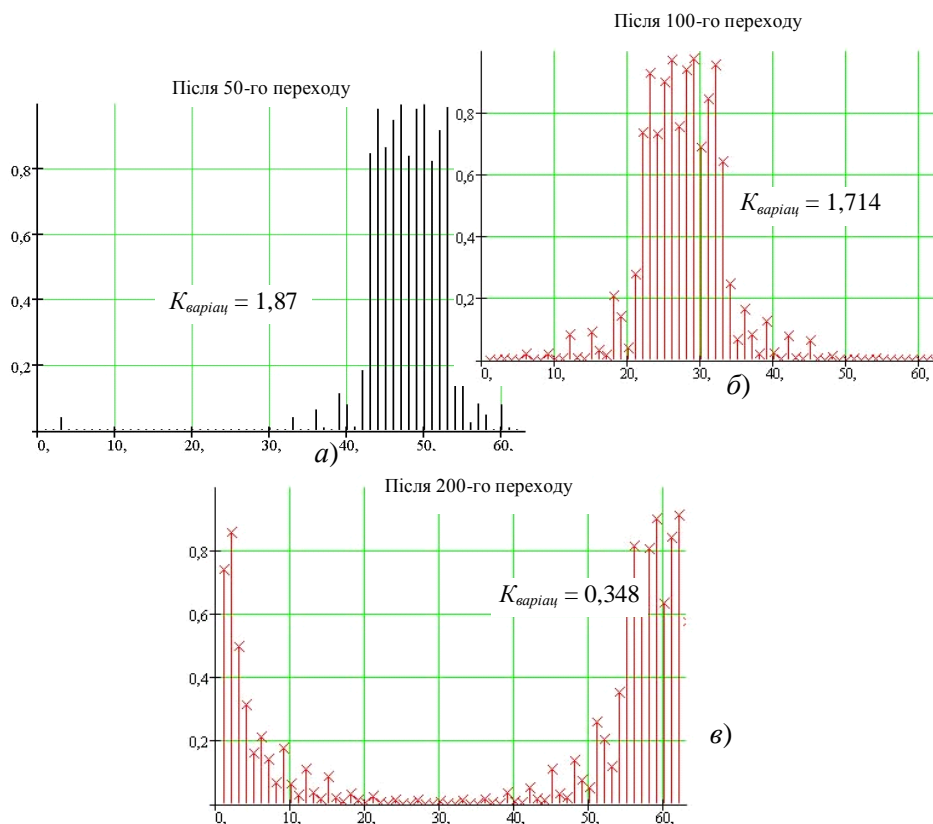 Після 50-го переходу
0,8
0,6
0,4
0,2
0, 10, 20, 30, 40, 50, 60,
K варіац = 1,87
а)
Після 100-го переходу
0,8
0,6
0,4
0,2
0, 10, 20, 30, 40, 50, 60,
K варіац = 1,714
б)
Після 200-го переходу
0,8
0,6
0,4
0,2
0, 10, 20, 30, 40, 50, 60,
K варіац = 0,348
в)